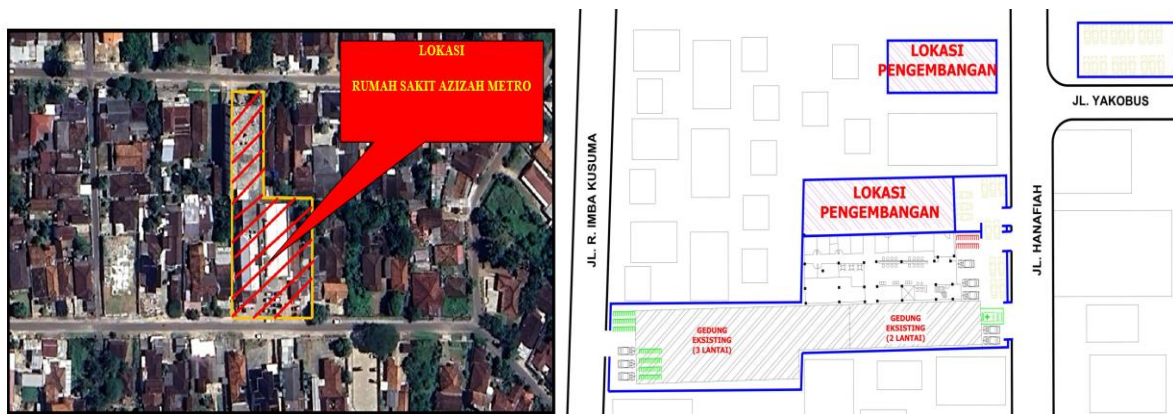 LOKASI
RUMAH SAKIT AZIZAH METRO
JL. R. IMBA KUSUMA
LOKASI
PENGEMBANGAN
JL. YAKOBUS
LOKASI
PENGEMBANGAN
JL. HANAFIAH
GEDUNG
EKSISTING
(3 LANTAI)
GEDUNG
EKSISTING
(2 LANTAI)